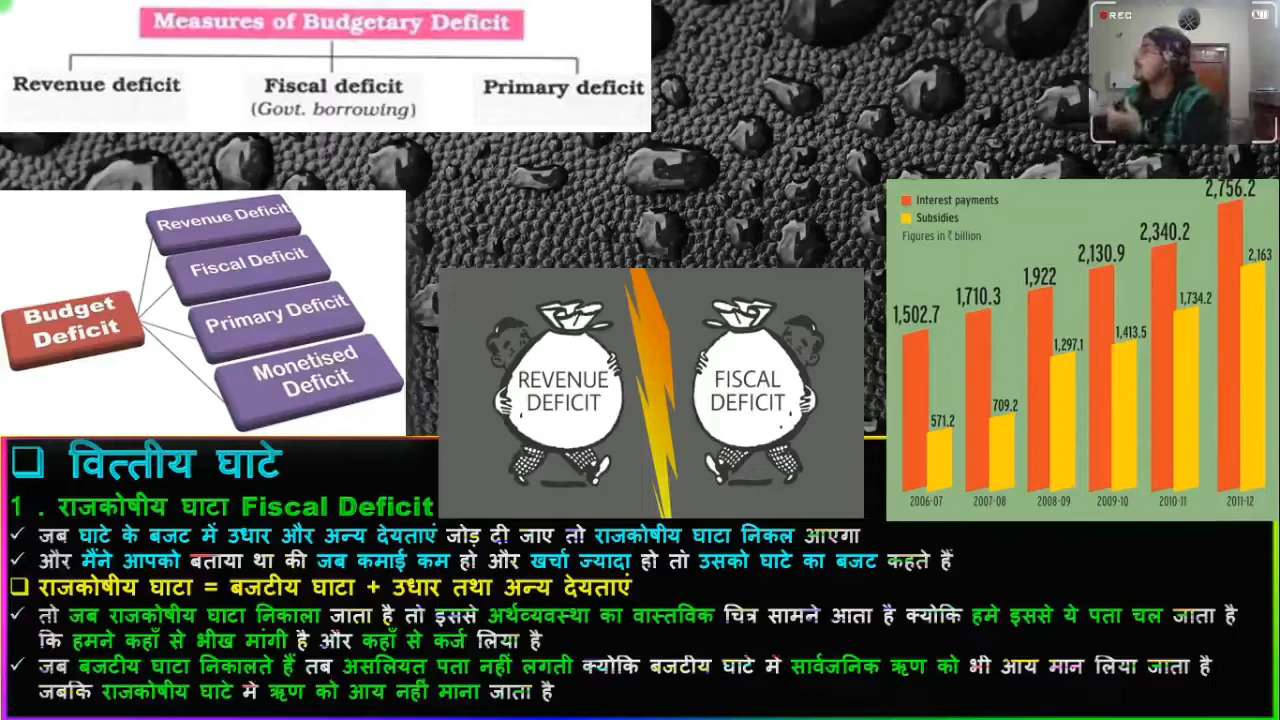 Measures of Budgetary Deficit
Revenue deficit
Fiscal deficit
(Govt. borrowing)
Primary deficit
REC
Budget
Deficit
Revenue Deficit
Fiscal Deficit
Primary Deficit
Monetised
Deficit
REVENUE
DEFICIT
FISCAL
DEFICIT
Interest payments
Subsidies
Figures in ₹ billion
1,502.7
571.2
1,710.3
709.2
1,922
1,297.1
2,130.9
1,413.5
2,340.2
1,734.2
2,756.2
2,163
2006-07
2007-08
2008-09
2009-10
2010-11
2011-12
❑ वित्तीय घाटे
1 . राजकोषीय घाटा Fiscal Deficit
✓ जब घाटे के बजट में उधार और अन्य देयताएं जोड़ दी जाए तो राजकोषीय घाटा निकल आएगा
✓ और मैंने आपको बताया था की जब कमाई कम हो और खर्चा ज्यादा हो तो उसको घाटे का बजट कहते हैं
❑ राजकोषीय घाटा = बजटीय घाटा + उधार तथा अन्य देयताएं
✓ तो जब राजकोषीय घाटा निकाला जाता है तो इससे अर्थव्यवस्था का वास्तविक चित्र सामने आता है क्योकि हमे इससे ये पता चल जाता है
कि हमने कहाँ से भीख मांगी है और कहाँ से कर्ज लिया है
✓ जब बजटीय घाटा निकालते हैं तब असलियत पता नहीं लगती क्योकि बजटीय घाटे मे सार्वजनिक ऋण को भी आय मान लिया जाता है
जबकि राजकोषीय घाटे मे ऋण को आय नहीं माना जाता है